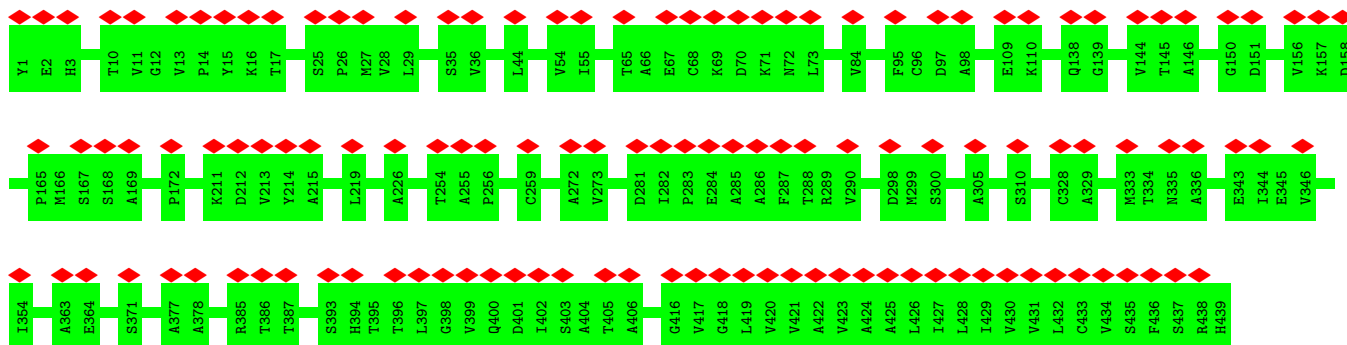 Y1 E2 H3 T10 V11 G12 V13 P14 Y15 K16 T17 S25 P26 M27 V28 L29 S35 V36 L44 V54 I55 T65 A66 E67 C68 K69 D70 K71 N72 L73 V84 F95 C96 D97 A98 E109 K110 Q138 G139 V144 T145 A146 G150 D151 V156 K157 D158
P165 M166 S167 S168 A169 P172 K211 D212 V213 Y214 A215 L219 A226 T254 A255 P256 C259 A272 V273 D281 I282 P283 E284 A285 A286 F287 T288 R289 V290 D298 M299 S300 A305 S310 C328 A329 M333 T334 N335 A336 E343 I344 E345 V346
I354 A363 E364 S371 A377 A378 R385 T386 T387 S393 H394 T395 T396 L397 G398 V399 Q400 D401 I402 S403 A404 T405 A406 G416 V417 G418 L419 V420 V421 A422 V423 A424 A425 L426 I427 L428 I429 V430 V431 L432 C433 V434 S435 F436 S437 R438 H439